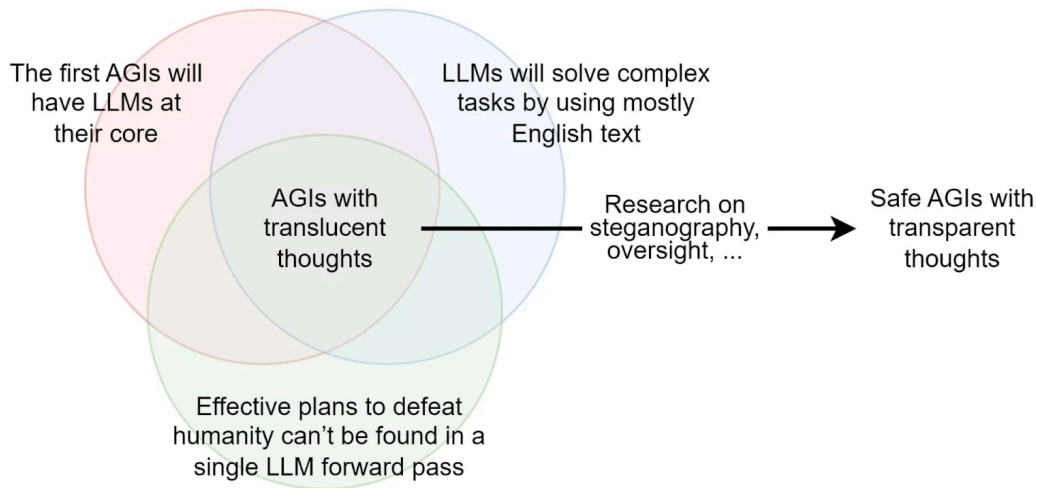 The first AGIs will
have LLMs at
their core
LLMs will solve complex
tasks by using mostly
English text
AGIs with
translucent
thoughts
Research on
steganography,
oversight, ...
Safe AGIs with
transparent
thoughts
Effective plans to defeat
humanity can't be found in a
single LLM forward pass